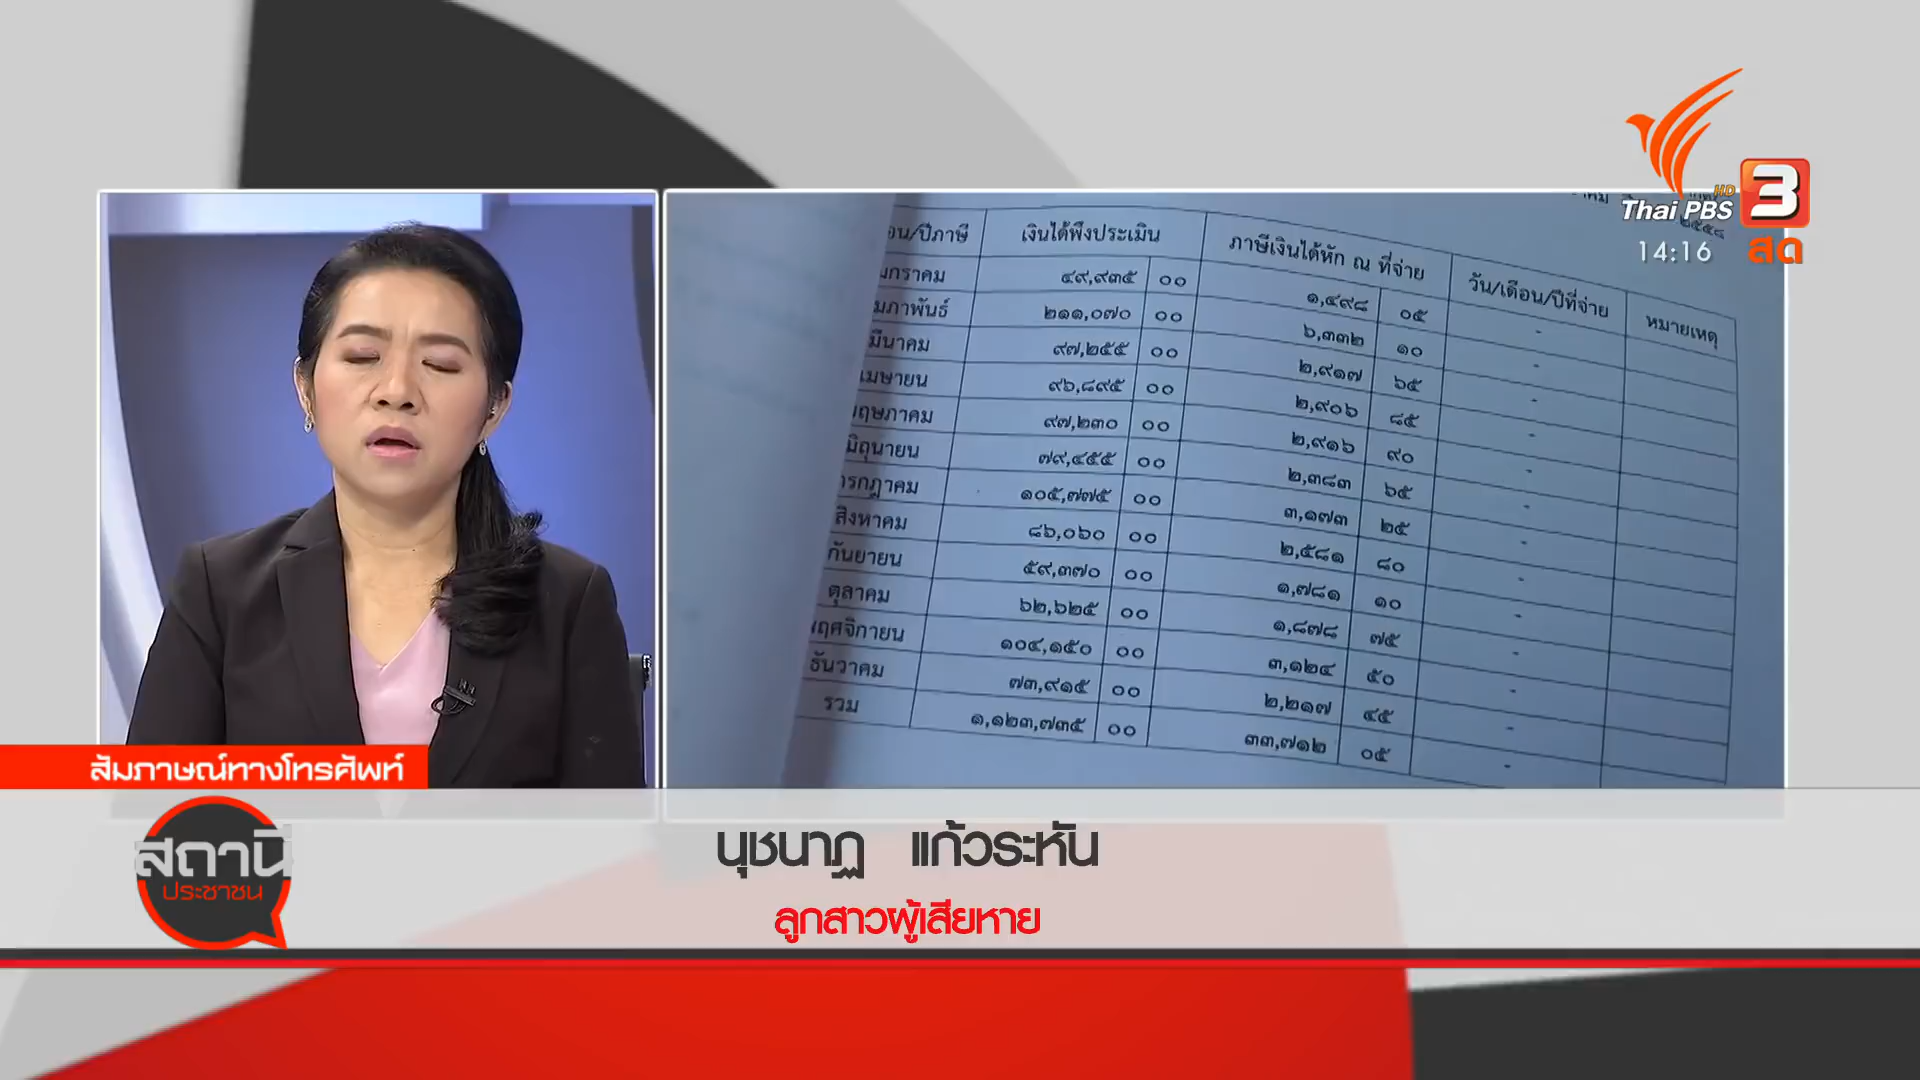 Thai PBS HD 3
14:16 สด
๒๕๕๘
เงินได้พึงประเมิน ภาษีเงินได้หัก ณ ที่จ่าย วัน/เดือน/ปีที่จ่าย หมายเหตุ
มกราคม ๔๙,๙๓๕ ๐๐ ๑,๔๙๘ ๐๕ -
กุมภาพันธ์ ๒๑๑,๐๗๐ ๐๐ ๖,๓๓๒ ๑๐ -
มีนาคม ๙๗,๒๕๕ ๐๐ ๒,๙๑๗ ๖๕ -
เมษายน ๙๖,๘๙๕ ๐๐ ๒,๙๐๖ ๘๕ -
พฤษภาคม ๙๗,๒๓๐ ๐๐ ๒,๙๑๖ ๙๐ -
มิถุนายน ๗๙,๔๕๕ ๐๐ ๒,๓๘๓ ๖๕ -
กรกฎาคม ๑๐๕,๗๗๕ ๐๐ ๓,๑๗๓ ๒๕ -
สิงหาคม ๘๖,๐๖๐ ๐๐ ๒,๕๘๑ ๘๐ -
กันยายน ๕๙,๓๗๐ ๐๐ ๑,๗๘๑ ๑๐ -
ตุลาคม ๖๒,๖๒๕ ๐๐ ๑,๘๗๘ ๗๕ -
พฤศจิกายน ๑๐๔,๑๕๐ ๐๐ ๓,๑๒๔ ๕๐ -
ธันวาคม ๗๓,๙๑๕ ๐๐ ๒,๒๑๗ ๔๕ -
รวม ๑,๑๒๓,๗๓๕ ๐๐ ๓๓,๗๑๒ ๐๕ -
สัมภาษณ์ทางโทรศัพท์
สถานี
ประชาชน
นุชนาฏ แก้วระหัน
ลูกสาวผู้เสียหาย